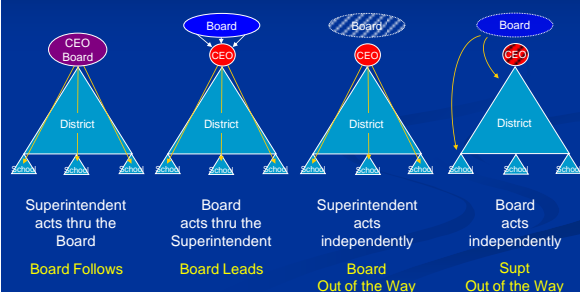 CEO
Board
District
School
School
School
Superintendent
acts thru the
Board
Board Follows
Board
CEO
District
School
School
School
Board
acts thru the
Superintendent
Board Leads
Board
CEO
District
School
School
School
Superintendent
acts
independently
Board
Out of the Way
Board
CEO
District
School
School
School
Board
acts
independently
Supt
Out of the Way